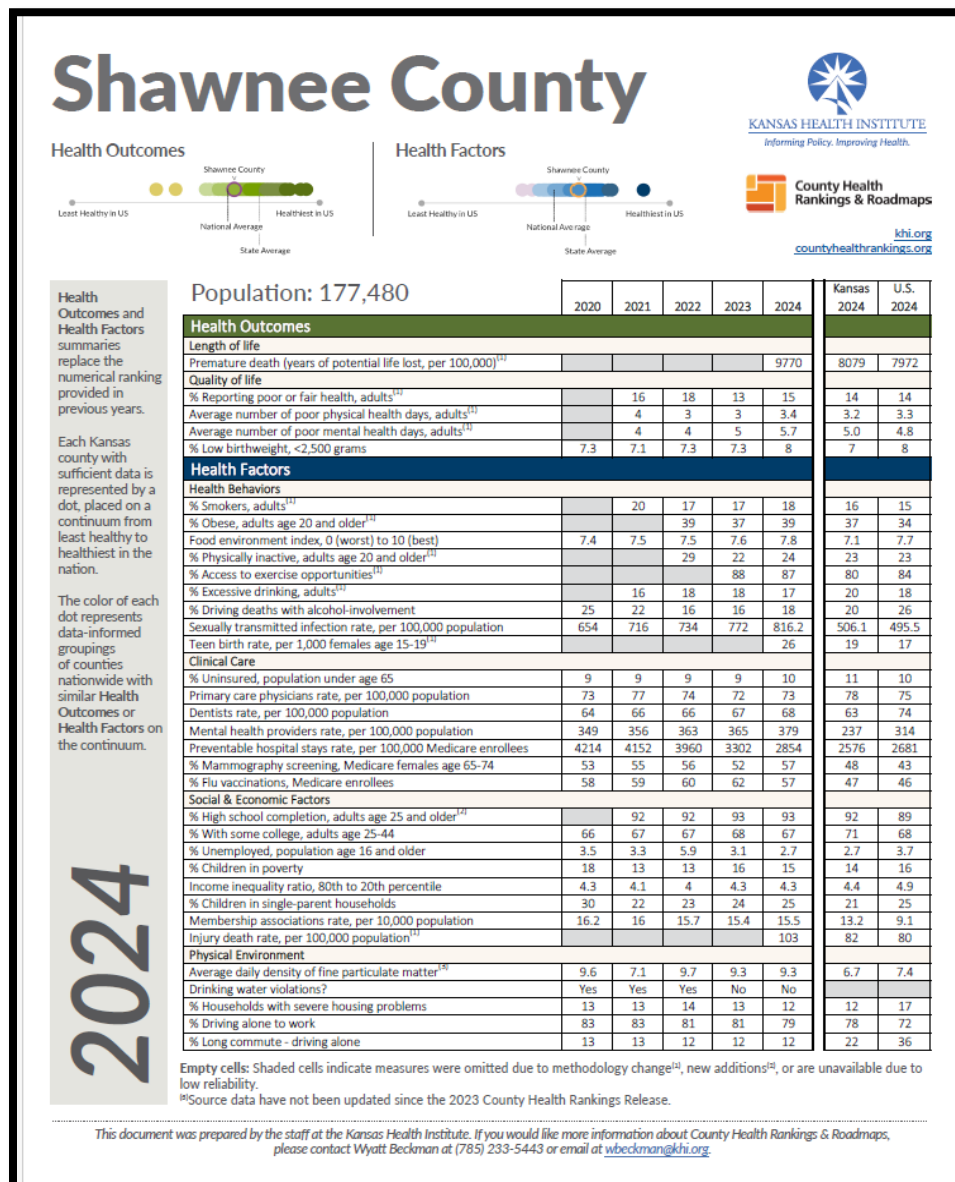 Shawnee County
KANSAS HEALTH INSTITUTE
Informing Policy. Improving Health.
Health Outcomes
Shawnee County
Least Healthy in US
Healthiest in US
National Average
State Average
Health Factors
Shawnee County
Least Healthy in US
Healthiest in US
National Average
State Average
County Health
Rankings & Roadmaps
khi.org
countyhealthrankings.org
Health
Outcomes and
Health Factors
summaries
replace the
numerical ranking
provided in
previous years.
Each Kansas
county with
sufficient data is
represented by a
dot, placed on a
continuum from
least healthy to
healthiest in the
nation.
The color of each
dot represents
data-informed
groupings
of counties
nationwide with
similar Health
Outcomes or
Health Factors on
the continuum.
2024
Population: 177,480
2020 2021 2022 2023 2024 Kansas 2024 U.S. 2024
Health Outcomes
Length of life
Premature death (years of potential life lost, per 100,000)(1) 9770 8079 7972
Quality of life
% Reporting poor or fair health, adults(1) 16 18 13 15 14 14
Average number of poor physical health days, adults(1) 4 3 3 3.4 3.2 3.3
Average number of poor mental health days, adults(1) 4 4 5 5.7 5.0 4.8
% Low birthweight, <2,500 grams 7.3 7.1 7.3 7.3 8 7 8
Health Factors
Health Behaviors
% Smokers, adults(1) 20 17 17 18 16 15
% Obese, adults age 20 and older(1) 39 37 39 37 34
Food environment index, 0 (worst) to 10 (best) 7.4 7.5 7.5 7.6 7.8 7.1 7.7
% Physically inactive, adults age 20 and older(1) 29 22 24 23 23
% Access to exercise opportunities(1) 88 87 80 84
% Excessive drinking, adults(1) 16 18 18 17 20 18
% Driving deaths with alcohol-involvement 25 22 16 16 18 20 26
Sexually transmitted infection rate, per 100,000 population 654 716 734 772 816.2 506.1 495.5
Teen birth rate, per 1,000 females age 15-19(1) 26 19 17
Clinical Care
% Uninsured, population under age 65 9 9 9 9 10 11 10
Primary care physicians rate, per 100,000 population 73 77 74 72 73 78 75
Dentists rate, per 100,000 population 64 66 66 67 68 63 74
Mental health providers rate, per 100,000 population 349 356 363 365 379 237 314
Preventable hospital stays rate, per 100,000 Medicare enrollees 4214 4152 3960 3302 2854 2576 2681
% Mammography screening, Medicare females age 65-74 53 55 56 52 57 48 43
% Flu vaccinations, Medicare enrollees 58 59 60 62 57 47 46
Social & Economic Factors
% High school completion, adults age 25 and older(2) 92 92 93 93 92 89
% With some college, adults age 25-44 66 67 67 68 67 71 68
% Unemployed, population age 16 and older 3.5 3.3 5.9 3.1 2.7 2.7 3.7
% Children in poverty 18 13 13 16 15 14 16
Income inequality ratio, 80th to 20th percentile 4.3 4.1 4 4.3 4.3 4.4 4.9
% Children in single-parent households 30 22 23 24 25 21 25
Membership associations rate, per 10,000 population 16.2 16 15.7 15.4 15.5 13.2 9.1
Injury death rate, per 100,000 population(1) 103 82 80
Physical Environment
Average daily density of fine particulate matter(3) 9.6 7.1 9.7 9.3 9.3 6.7 7.4
Drinking water violations? Yes Yes Yes No No
% Households with severe housing problems 13 13 14 13 12 12 17
% Driving alone to work 83 83 81 81 79 78 72
% Long commute - driving alone 13 13 12 12 12 22 36
Empty cells: Shaded cells indicate measures were omitted due to methodology change(1), new additions(2), or are unavailable due to
low reliability.
(3)Source data have not been updated since the 2023 County Health Rankings Release.
This document was prepared by the staff at the Kansas Health Institute. If you would like more information about County Health Rankings & Roadmaps,
please contact Wyatt Beckman at (785) 233-5443 or email at wbeckman@khi.org.